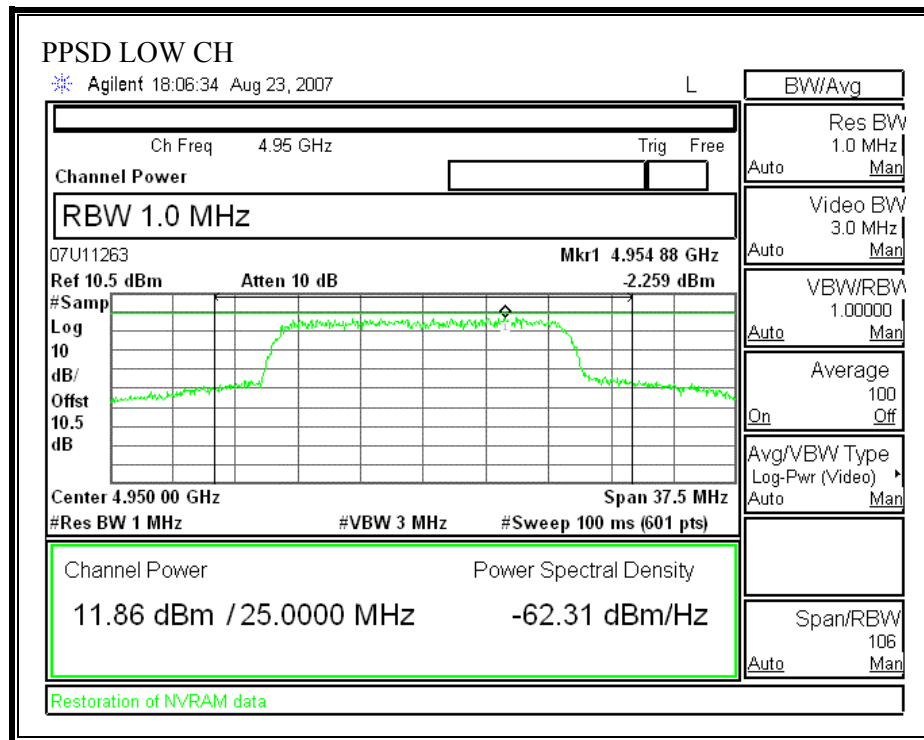 PPSD LOW CH
Agilent 18:06:34 Aug 23, 2007 L
Ch Freq 4.95 GHz Trig Free
Channel Power
RBW 1.0 MHz
07U11263 Mkr1 4.954 88 GHz
Ref 10.5 dBm Atten 10 dB -2.259 dBm
#Samp
Log
10
dB/
Offst
10.5
dB
1
Center 4.950 00 GHz Span 37.5 MHz
#Res BW 1 MHz #VBW 3 MHz #Sweep 100 ms (601 pts)
Channel Power Power Spectral Density
11.86 dBm / 25.0000 MHz -62.31 dBm/Hz
Restoration of NVRAM data
BW/Avg
Res BW
1.0 MHz
Auto Man
Video BW
3.0 MHz
Auto Man
VBW/RBW
1.00000
Auto Man
Average
100
On Off
Avg/VBW Type
Log-Pwr (Video)
Auto Man
Span/RBW
106
Auto Man